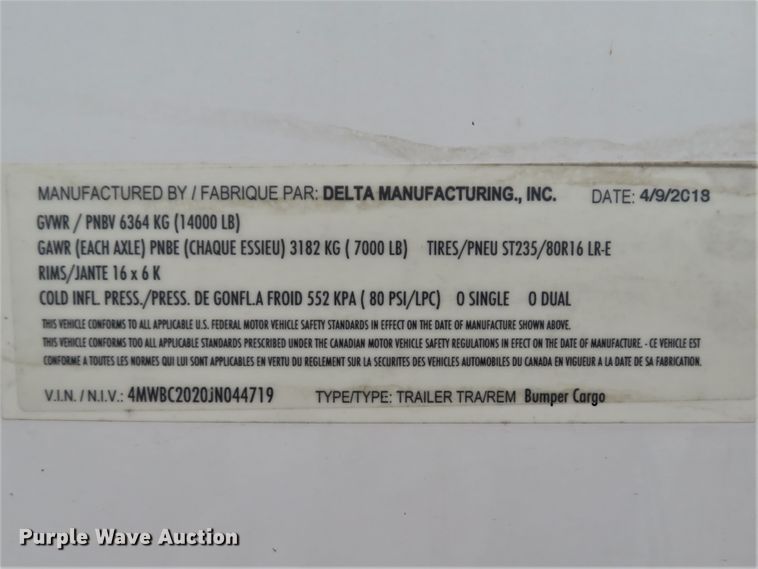 MANUFACTURED BY / FABRIQUE PAR: DELTA MANUFACTURING., INC. DATE: 4/9/2018
GVWR / PNBV 6364 KG (14000 LB)
GAWR (EACH AXLE) PNBE (CHAQUE ESSIEU) 3182 KG ( 7000 LB) TIRES/PNEU ST235/80R16 LR-E
RIMS/JANTE 16 x 6 K
COLD INFL. PRESS./PRESS. DE GONFL.A FROID 552 KPA ( 80 PSI/LPC) O SINGLE O DUAL
THIS VEHICLE CONFORMS TO ALL APPLICABLE U.S. FEDERAL MOTOR VEHICLE SAFETY STANDARDS IN EFFECT ON THE DATE OF MANUFACTURE SHOWN ABOVE.
THIS VEHICLE CONFORMS TOO ALL APPLICABLE STANDARDS PRESCRIBED UNDER THE CANADIAN MOTOR VEHICLE SAFETY REGULATIONS IN EFFECT ON THE DATE OF MANUFACTURE. - CE VEHICLE EST
CONFORME A TOUTES LES NORMES QUI LUI SONT APPLICABLES EN VERTU DU REGLEMENT SUR LA SECURITES DES VEHICLES AUTOMOBILES DU CANADA EN VIGUEUR A LA DATE DE SA FABRICATION.
V.I.N. / N.I.V.: 4MWBC2020JN044719 TYPE/TYPE: TRAILER TRA/REM Bumper Cargo
Purple Wave Auction